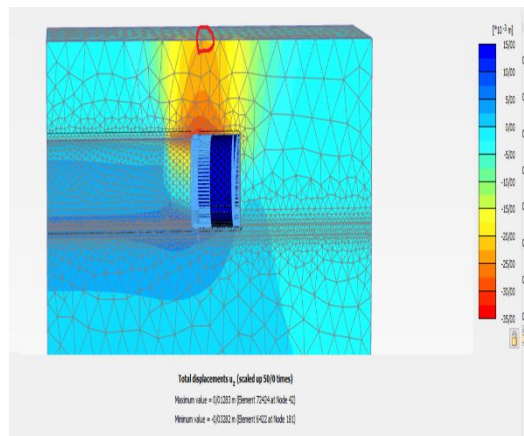 [*10⁻³ m]
15/00
10/00
5/00
0/00
-5/00
-10/00
-15/00
-20/00
-25/00
-30/00
-35/00
Total displacements u_z (scaled up 50/0 times)
Maximum value = 0/01283 m (Element 72424 at Node 42)
Minimum value = -0/03282 m (Element 6422 at Node 181)